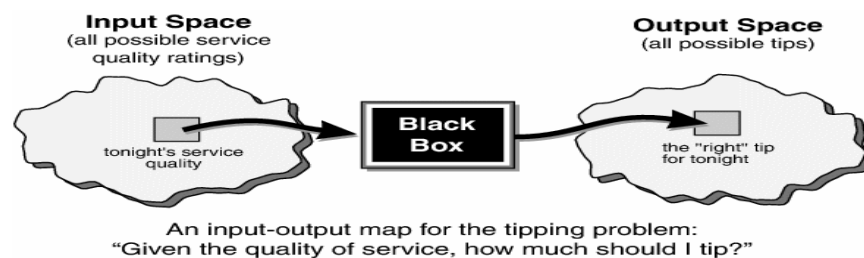 Input Space
(all possible service
quality ratings)
tonight's service
quality
Black
Box
Output Space
(all possible tips)
the "right" tip
for tonight
An input-output map for the tipping problem:
“Given the quality of service, how much should I tip?”